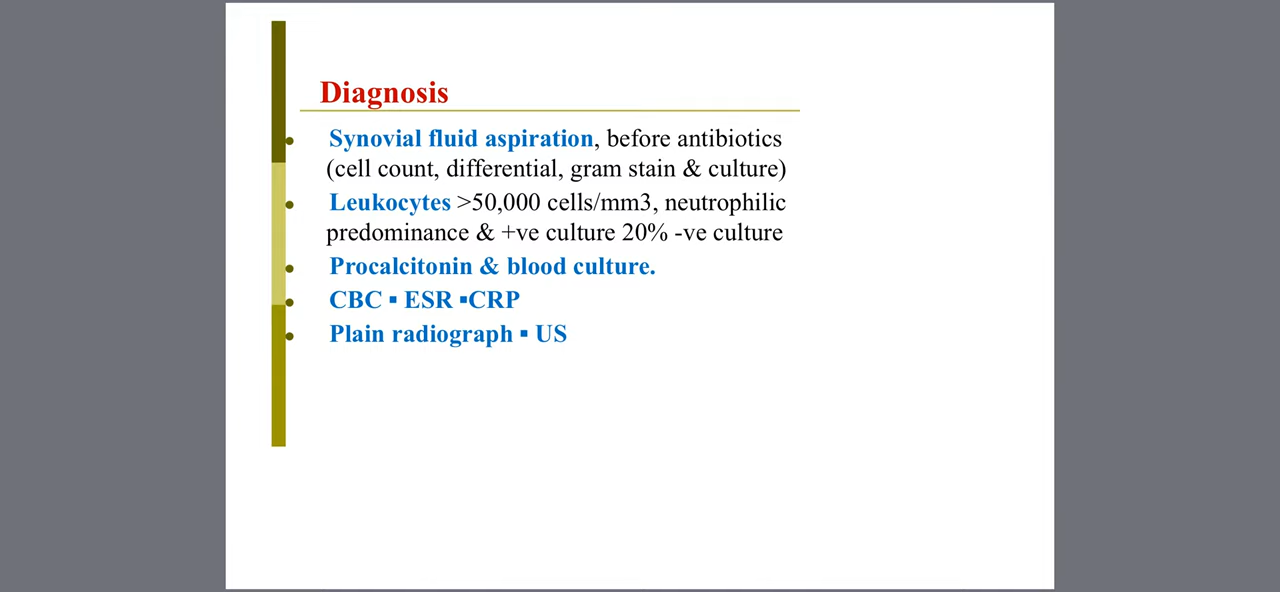 Diagnosis
• Synovial fluid aspiration, before antibiotics
(cell count, differential, gram stain & culture)
• Leukocytes >50,000 cells/mm3, neutrophilic
predominance & +ve culture 20% -ve culture
• Procalcitonin & blood culture.
• CBC ▪ ESR ▪CRP
• Plain radiograph ▪ US